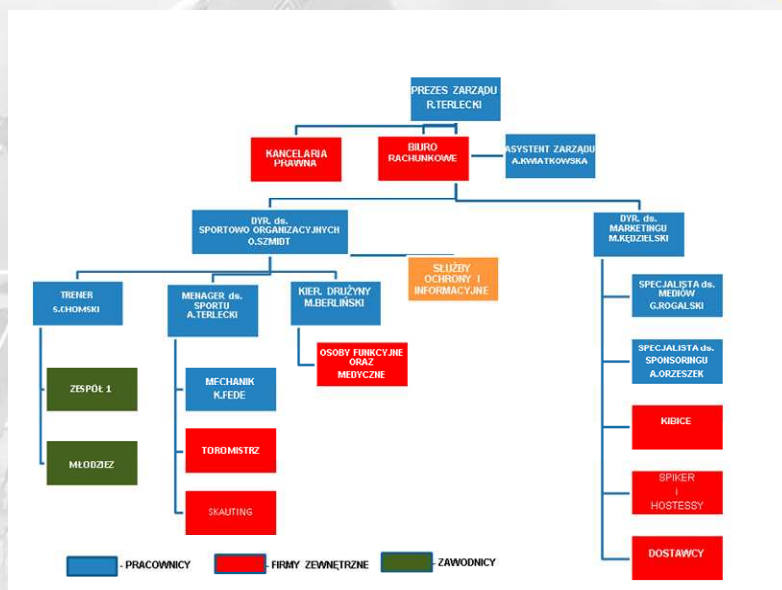 PREZES ZARZĄDU
R.TERLECKI
KANCELARIA
PRAWNA
BIURO
RACHUNKOWE
ASYSTENT ZARZĄDU
A.KWIATKOWSKA
DYR. ds.
SPORTOWO ORGANIZACYJNYCH
O.SZMIDT
DYR. ds.
MARKETINGU
M.KĘDZIELSKI
SŁUŻBY
OCHRONY I
INFORMACYJNE
TRENER
S.CHOMSKI
MENAGER ds.
SPORTU
A.TERLECKI
KIER. DRUŻYNY
M.BERLIŃSKI
SPECJALISTA ds.
MEDIÓW
G.ROGALSKI
OSOBY FUNKCYJNE
ORAZ
MEDYCZNE
SPECJALISTA ds.
SPONSORINGU
A.ORZESZEK
ZESPÓŁ 1
MECHANIK
K.FEDE
KIBICE
MŁODZIEŻ
TOROMISTRZ
SPIKER
i
HOSTESSY
SKAUTING
DOSTAWCY
- PRACOWNICY
- FIRMY ZEWNĘTRZNE
- ZAWODNICY